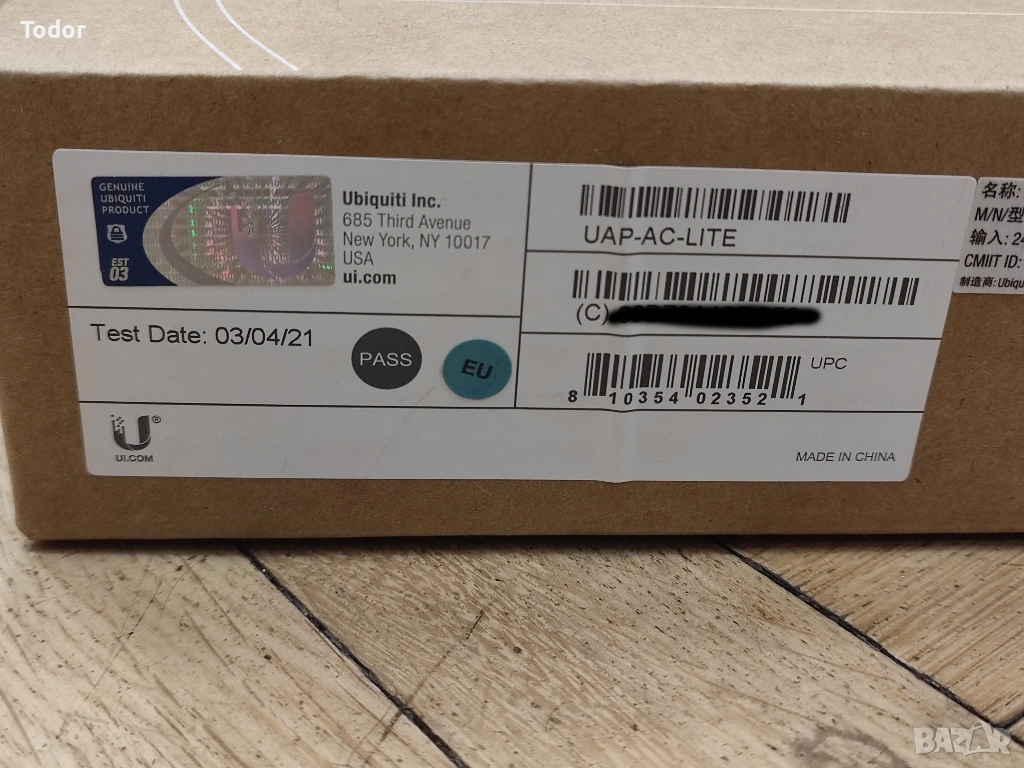 Todor
GENUINE
UBIQUITI
PRODUCT
EST
03
Ubiquiti Inc.
685 Third Avenue
New York, NY 10017
USA
ui.com
UAP-AC-LITE
(C)
Test Date: 03/04/21
PASS
EU
UPC
8 10354 02352 1
U®
UI.COM
MADE IN CHINA
名称:
M/N/型
输入: 24
CMIIT ID:
制造商: Ubiqu
BAZAR